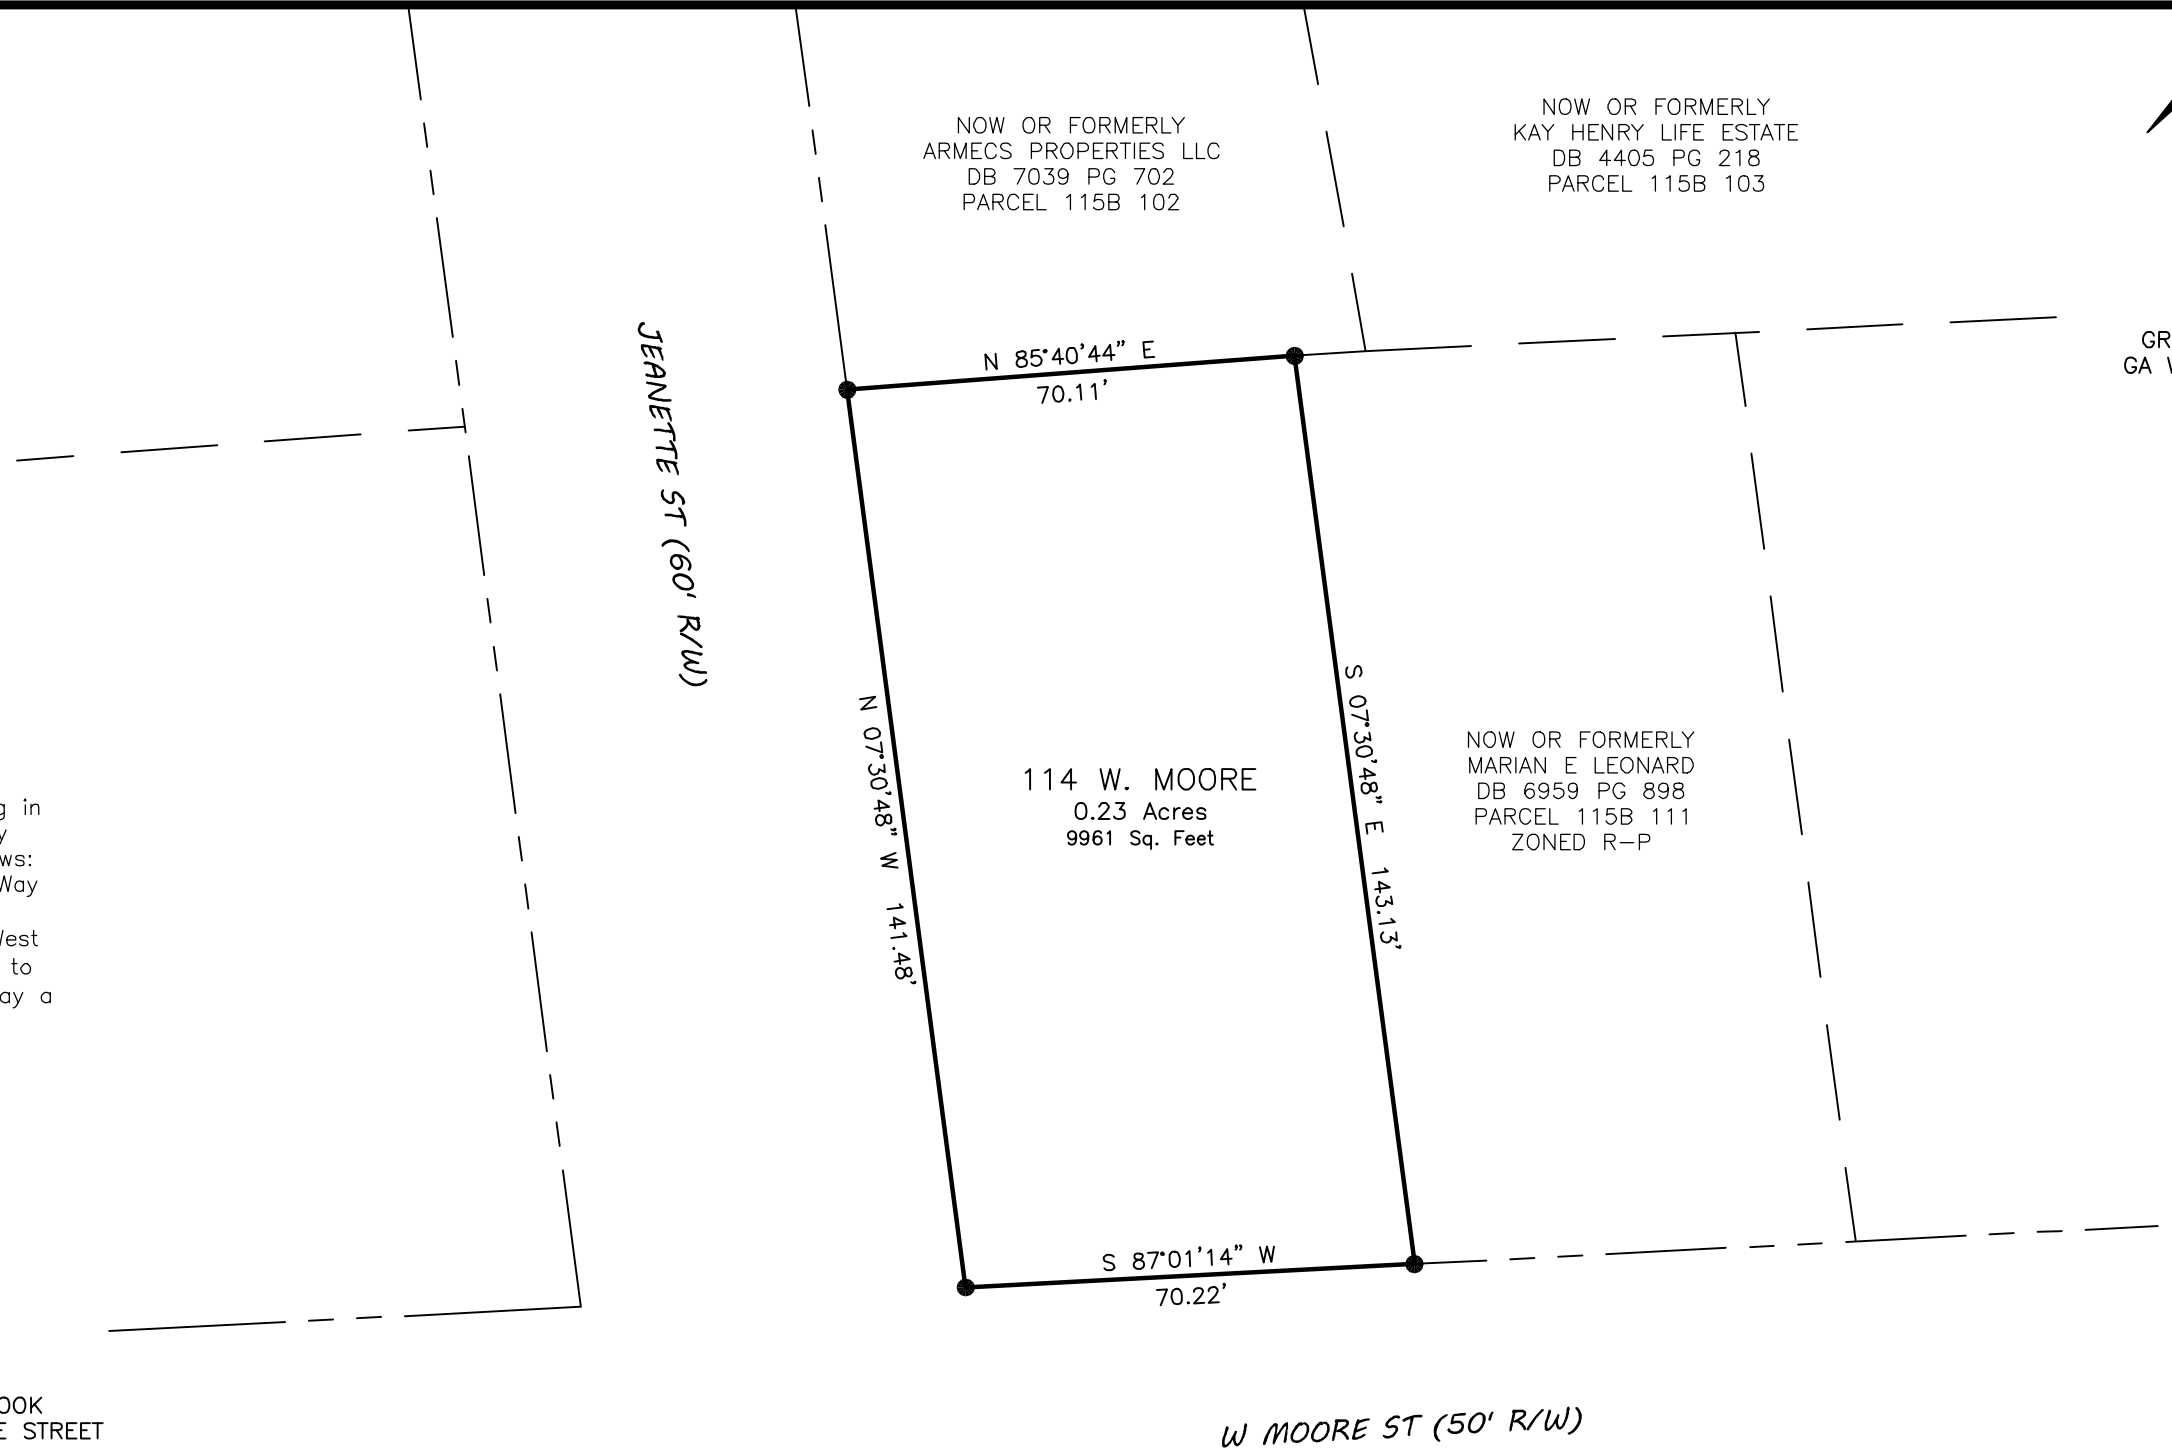 NOW OR FORMERLY
ARMECS PROPERTIES LLC
DB 7039 PG 702
PARCEL 115B 102
NOW OR FORMERLY
KAY HENRY LIFE ESTATE
DB 4405 PG 218
PARCEL 115B 103
GR
GA
JEANETTE ST (60' R/W)
N 85°40'44" E
70.11'
N 07°30'48" W 141.48'
114 W. MOORE
0.23 Acres
9961 Sq. Feet
S 07°30'48" E 143.13'
NOW OR FORMERLY
MARIAN E LEONARD
DB 6959 PG 898
PARCEL 115B 111
ZONED R-P
g in
y
ws:
Way
West
to
ay a
S 87°01'14" W
70.22'
OOK
E STREET
W MOORE ST (50' R/W)